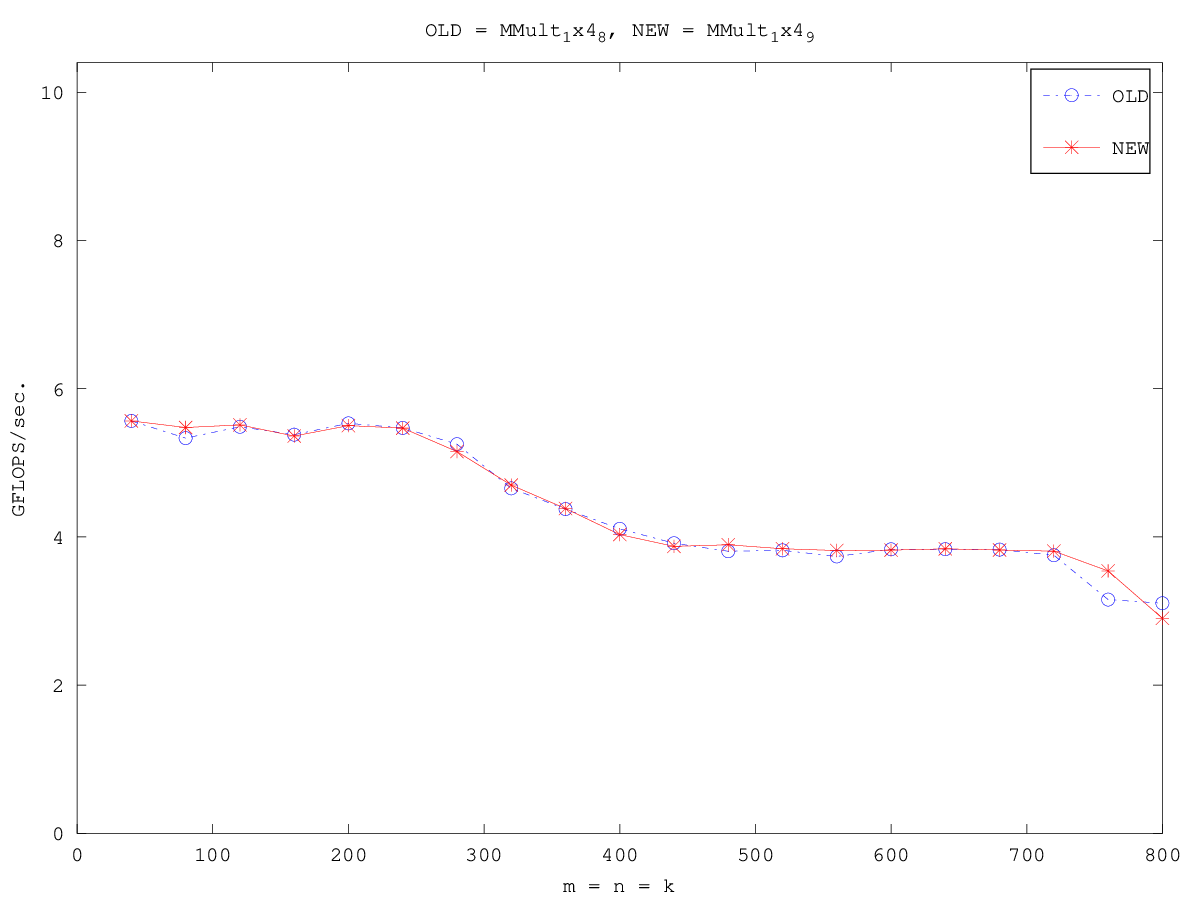 OLD = MMult₁x4₈, NEW = MMult₁x4₉
OLD
NEW
10
8
6
4
2
0
GFLOPS/sec.
0 100 200 300 400 500 600 700 800
m = n = k